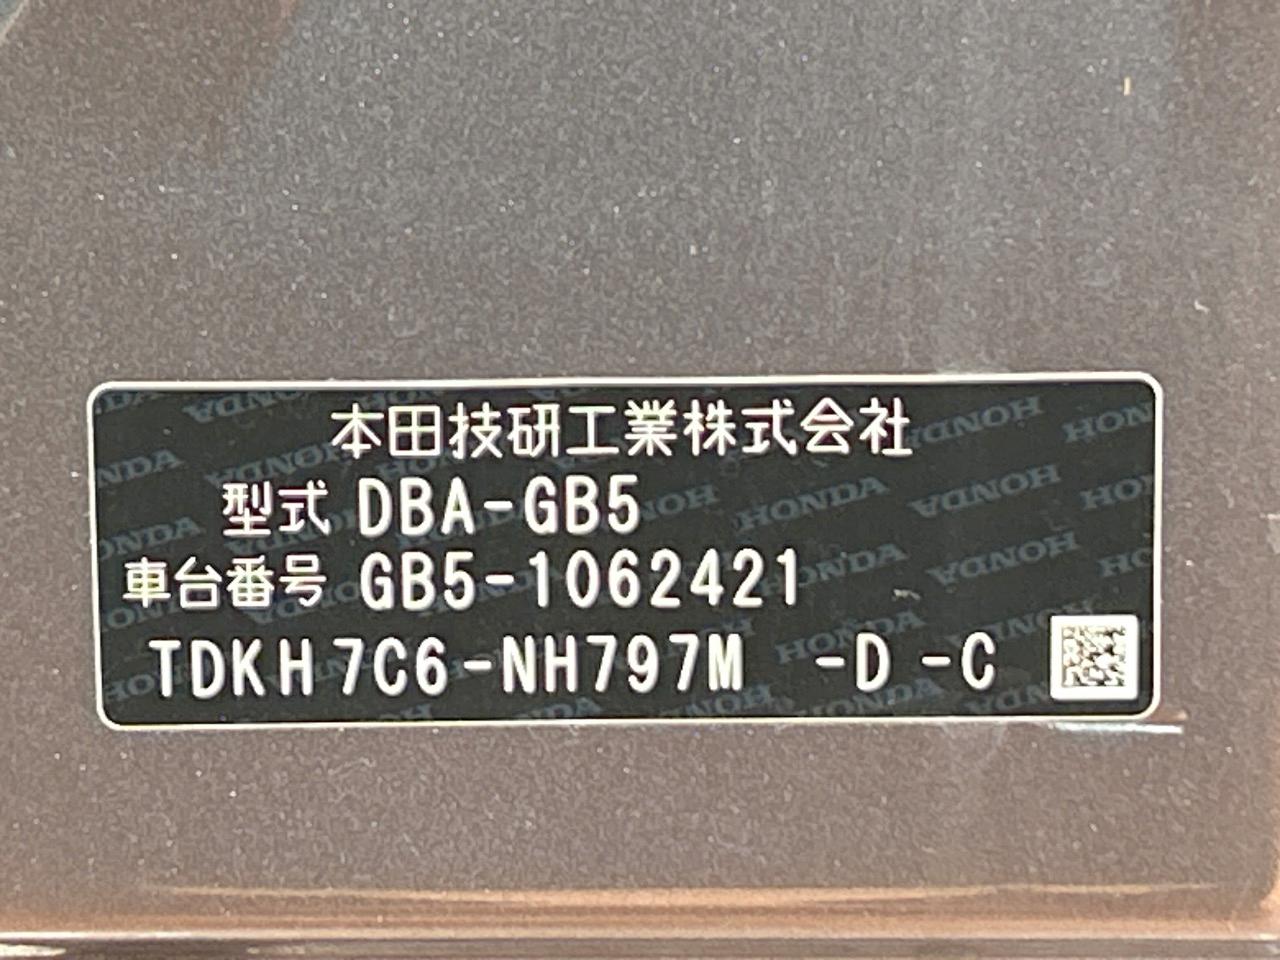 本田技研工業株式会社
型式 DBA-GB5
車台番号 GB5-1062421
TDKH7C6-NH797M -D -C